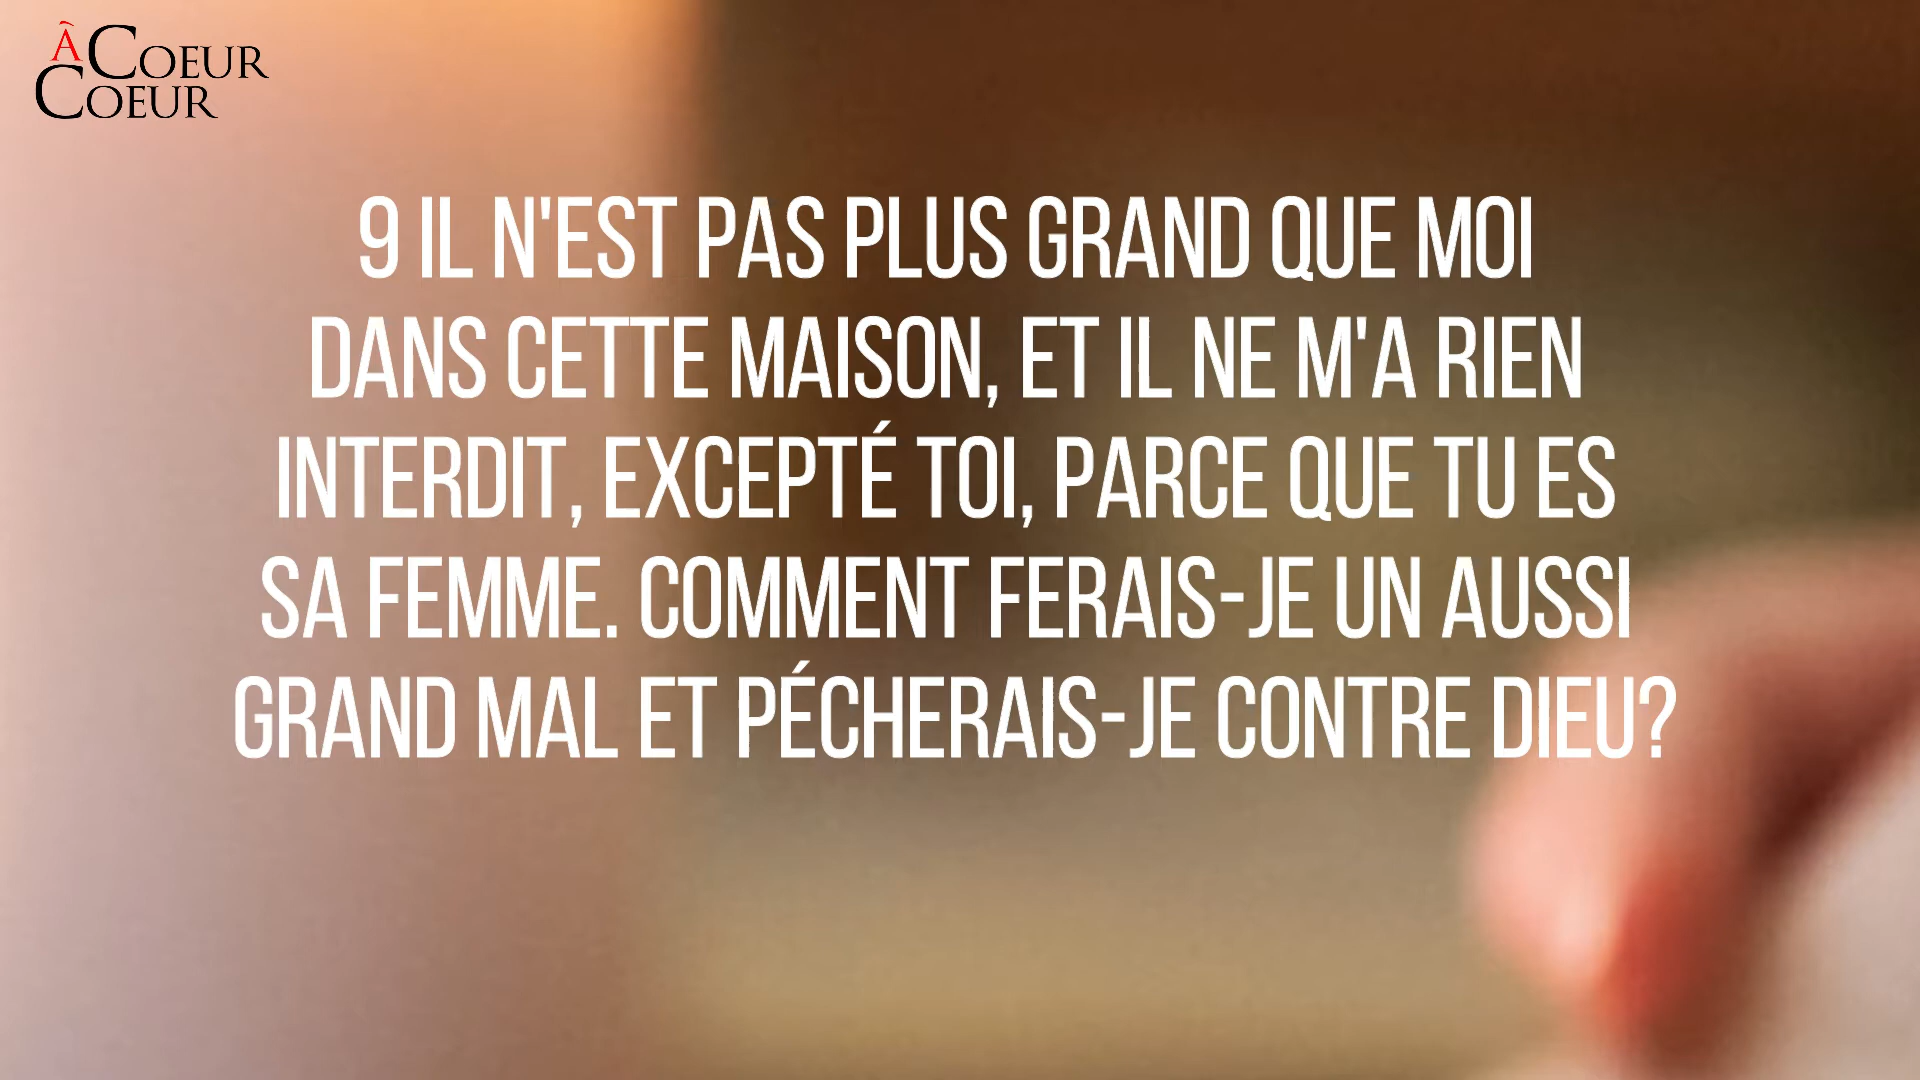 À COEUR
COEUR
9 IL N'EST PAS PLUS GRAND QUE MOI
DANS CETTE MAISON, ET IL NE M'A RIEN
INTERDIT, EXCEPTÉ TOI, PARCE QUE TU ES
SA FEMME. COMMENT FERAIS-JE UN AUSSI
GRAND MAL ET PÉCHERAIS-JE CONTRE DIEU?